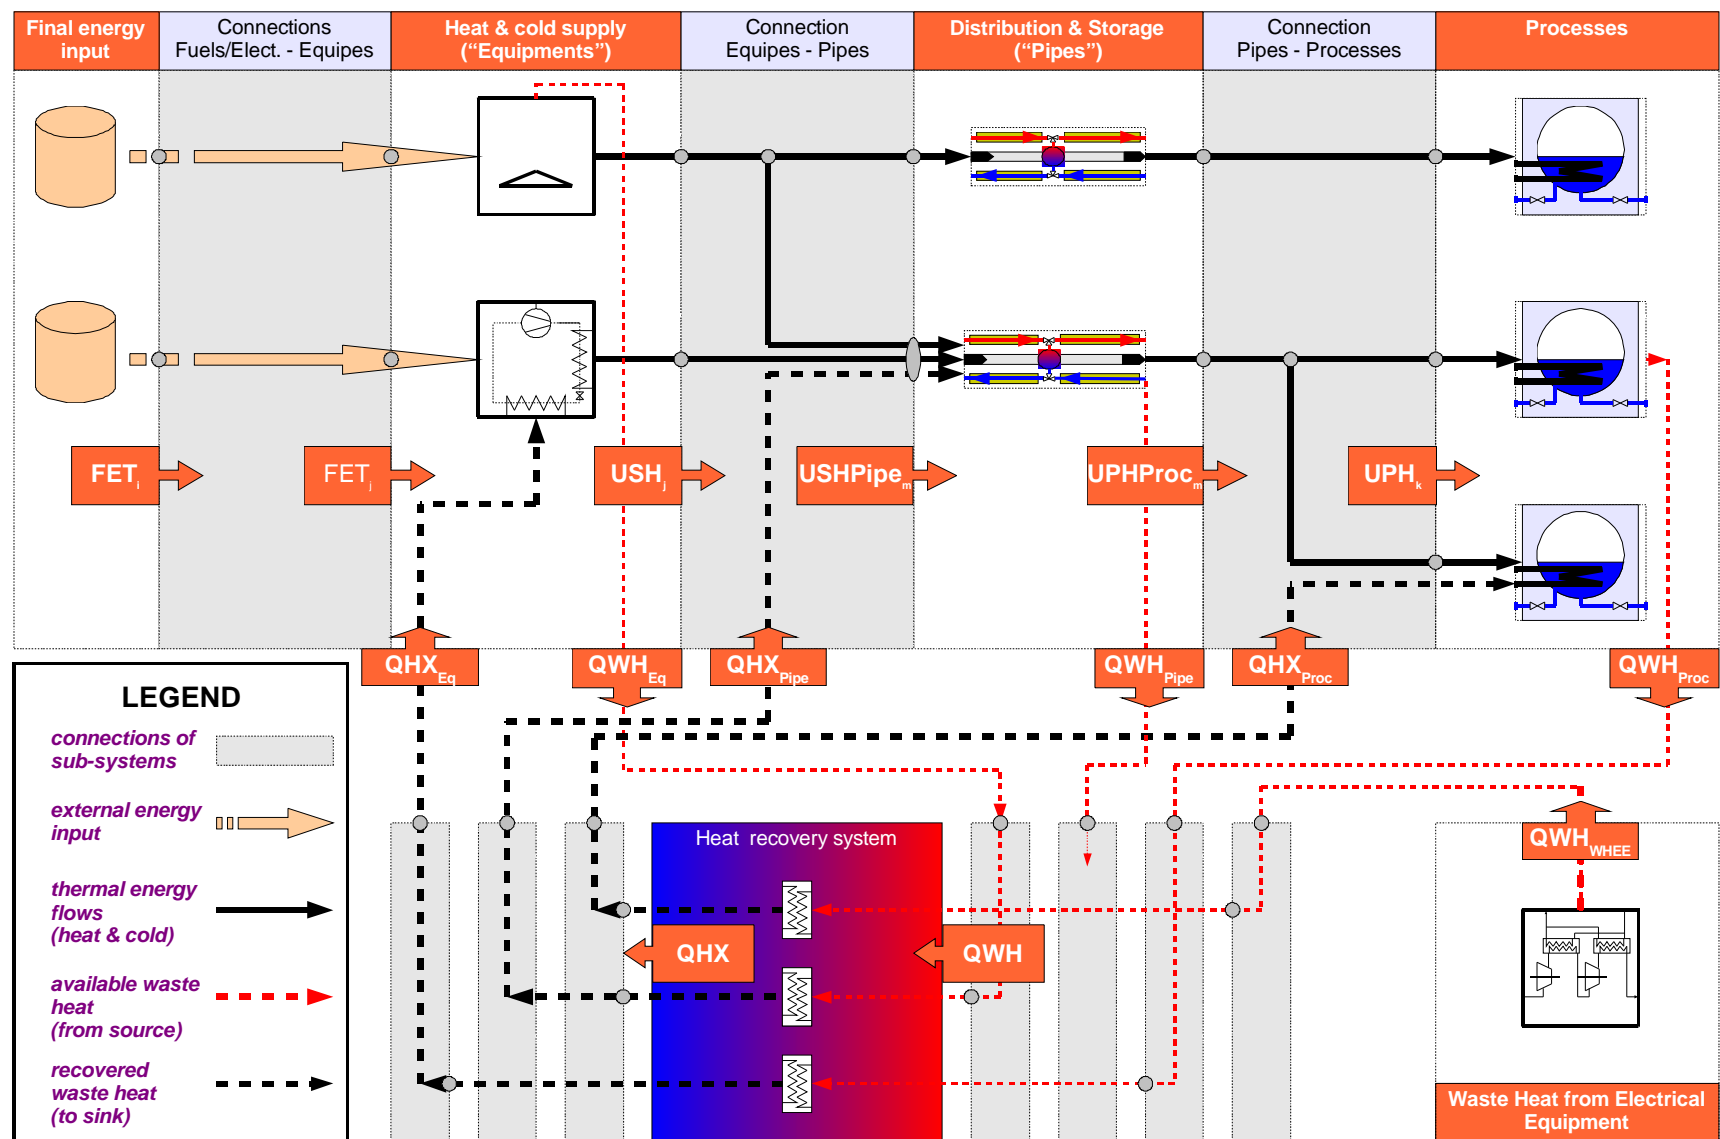 Final energy
input
Connections
Fuels/Elect. - Equipes
Heat & cold supply
(“Equipments”)
Connection
Equipes - Pipes
Distribution & Storage
(“Pipes”)
Connection
Pipes - Processes
Processes
FETi
FETj
USHj
USHPipem
UPHProcm
UPHk
QHXEq
QWHEq
QHXPipe
QWHPipe
QHXProc
QWHProc
LEGEND
connections of
sub-systems
external energy
input
thermal energy
flows
(heat & cold)
available waste
heat
(from source)
recovered
waste heat
(to sink)
Heat recovery system
QHX
QWH
QWHWHEE
Waste Heat from Electrical
Equipment